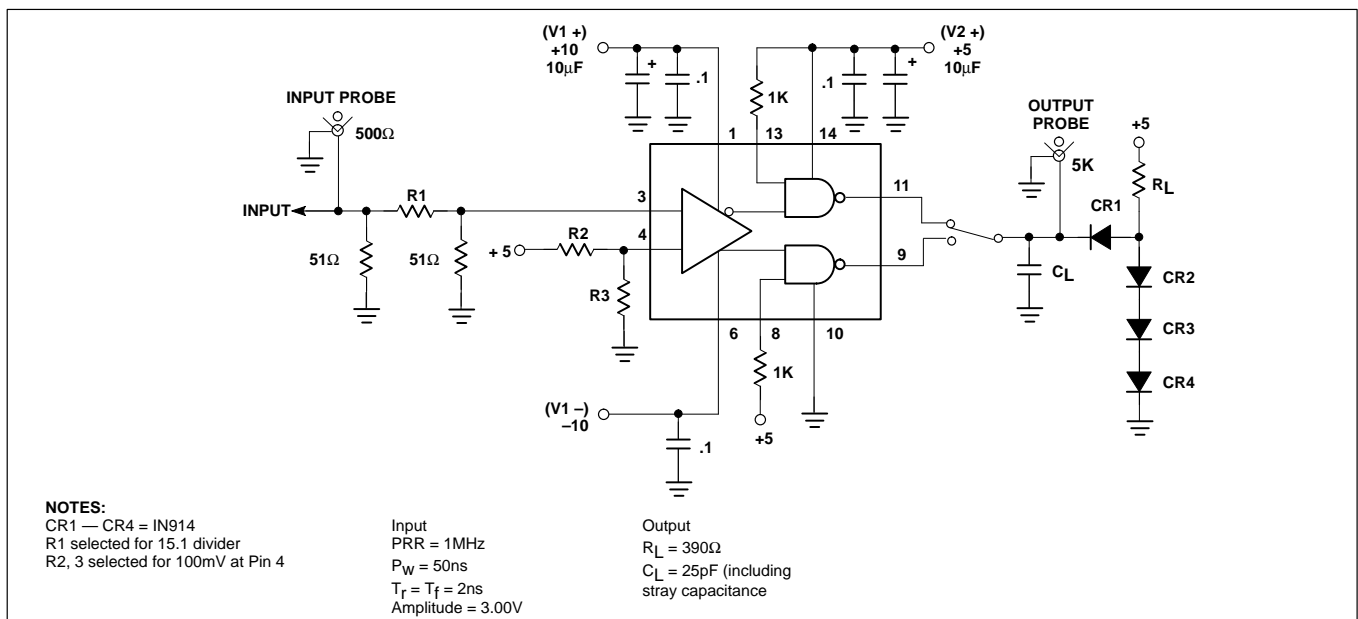 (V1 +)
+10
10µF
+
.1
1K
(V2 +)
+5
10µF
.1
+
INPUT PROBE
500Ω
OUTPUT
PROBE
5K
+5
RL
1
13
14
INPUT
R1
3
11
CR1
51Ω
51Ω
+ 5
R2
4
9
CL
CR2
R3
CR3
6
8
10
1K
CR4
(V1 –)
–10
.1
+5
NOTES:
CR1 — CR4 = IN914
R1 selected for 15.1 divider
R2, 3 selected for 100mV at Pin 4
Input
PRR = 1MHz
PW = 50ns
Tr = Tf = 2ns
Amplitude = 3.00V
Output
RL = 390Ω
CL = 25pF (including
stray capacitance